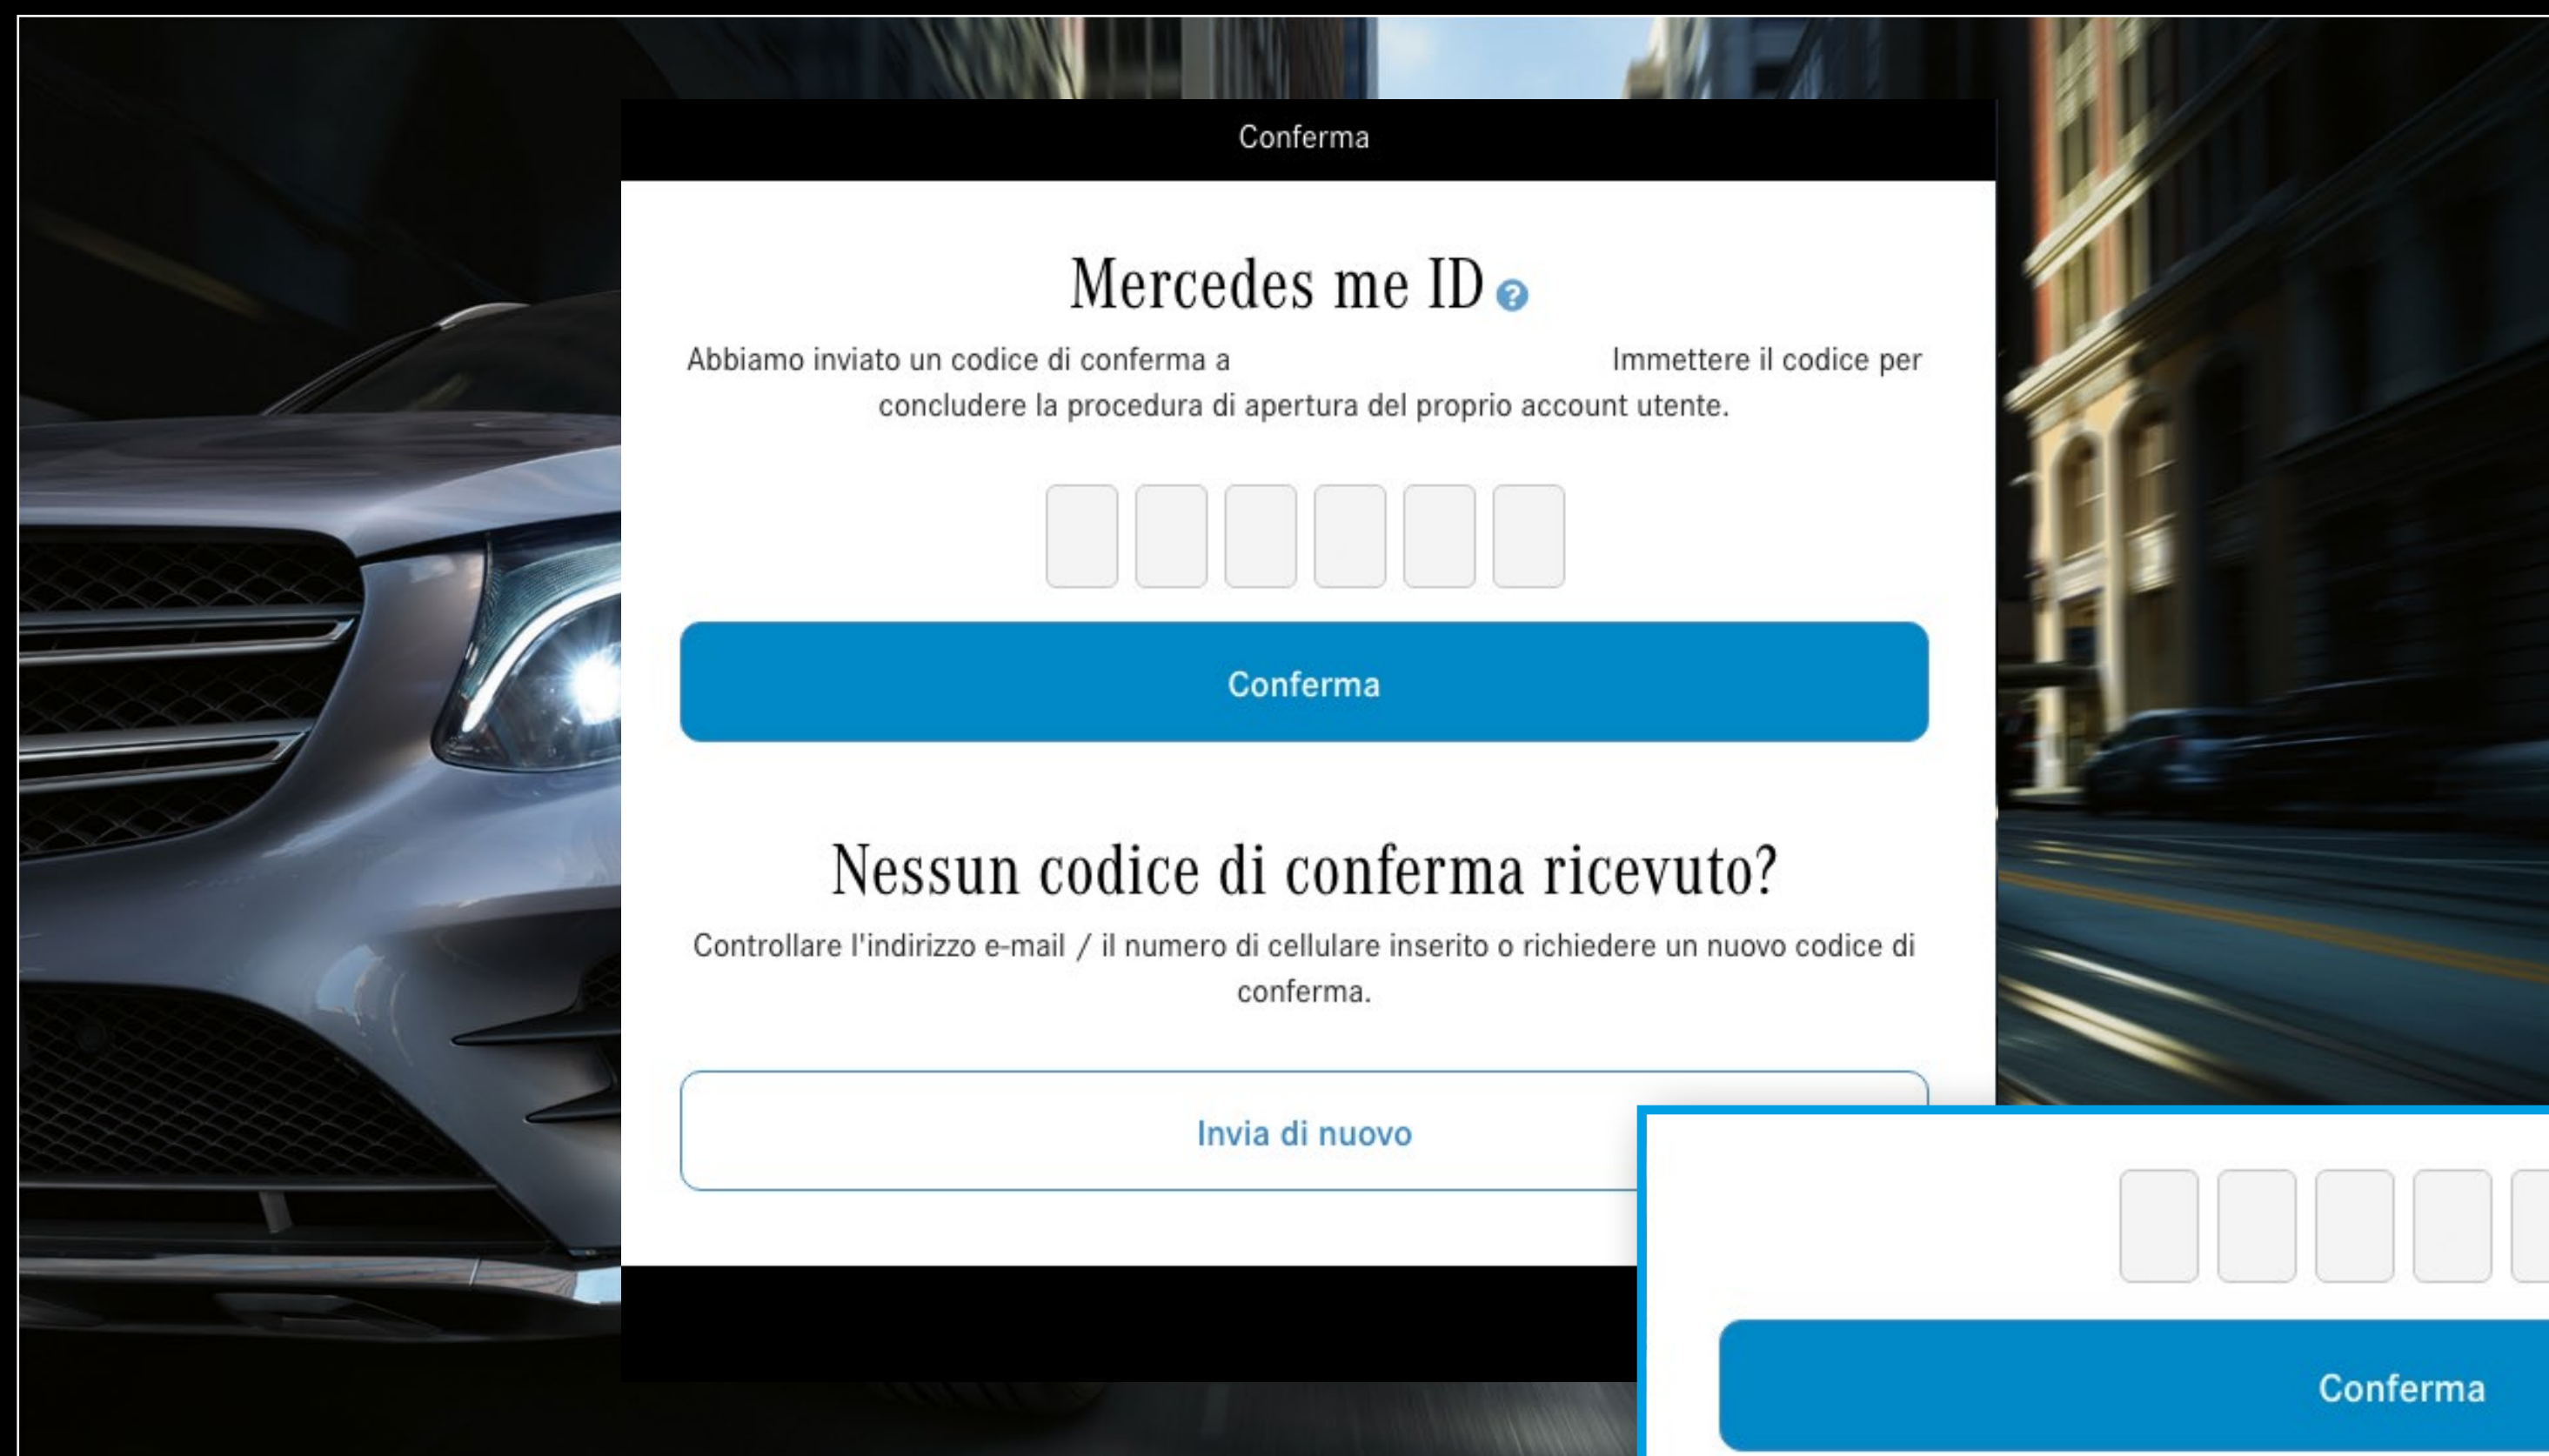 Conferma
Mercedes me ID ?
Abbiamo inviato un codice di conferma a Immettere il codice per
concludere la procedura di apertura del proprio account utente.
Conferma
Nessun codice di conferma ricevuto?
Controllare l'indirizzo e-mail / il numero di cellulare inserito o richiedere un nuovo codice di
conferma.
Invia di nuovo
Conferma